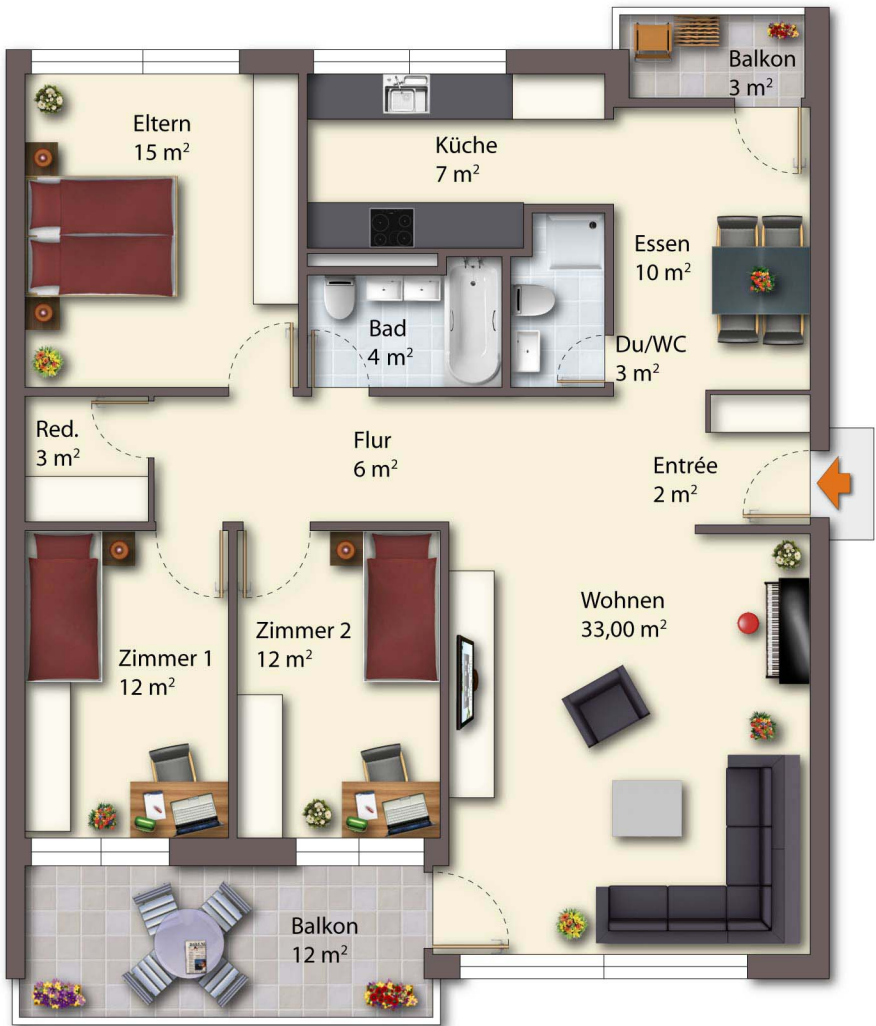 Balkon
3 m²
Eltern
15 m²
Küche
7 m²
Essen
10 m²
Bad
4 m²
Du/WC
3 m²
Red.
3 m²
Flur
6 m²
Entrée
2 m²
Wohnen
33,00 m²
Zimmer 1
12 m²
Zimmer 2
12 m²
Balkon
12 m²